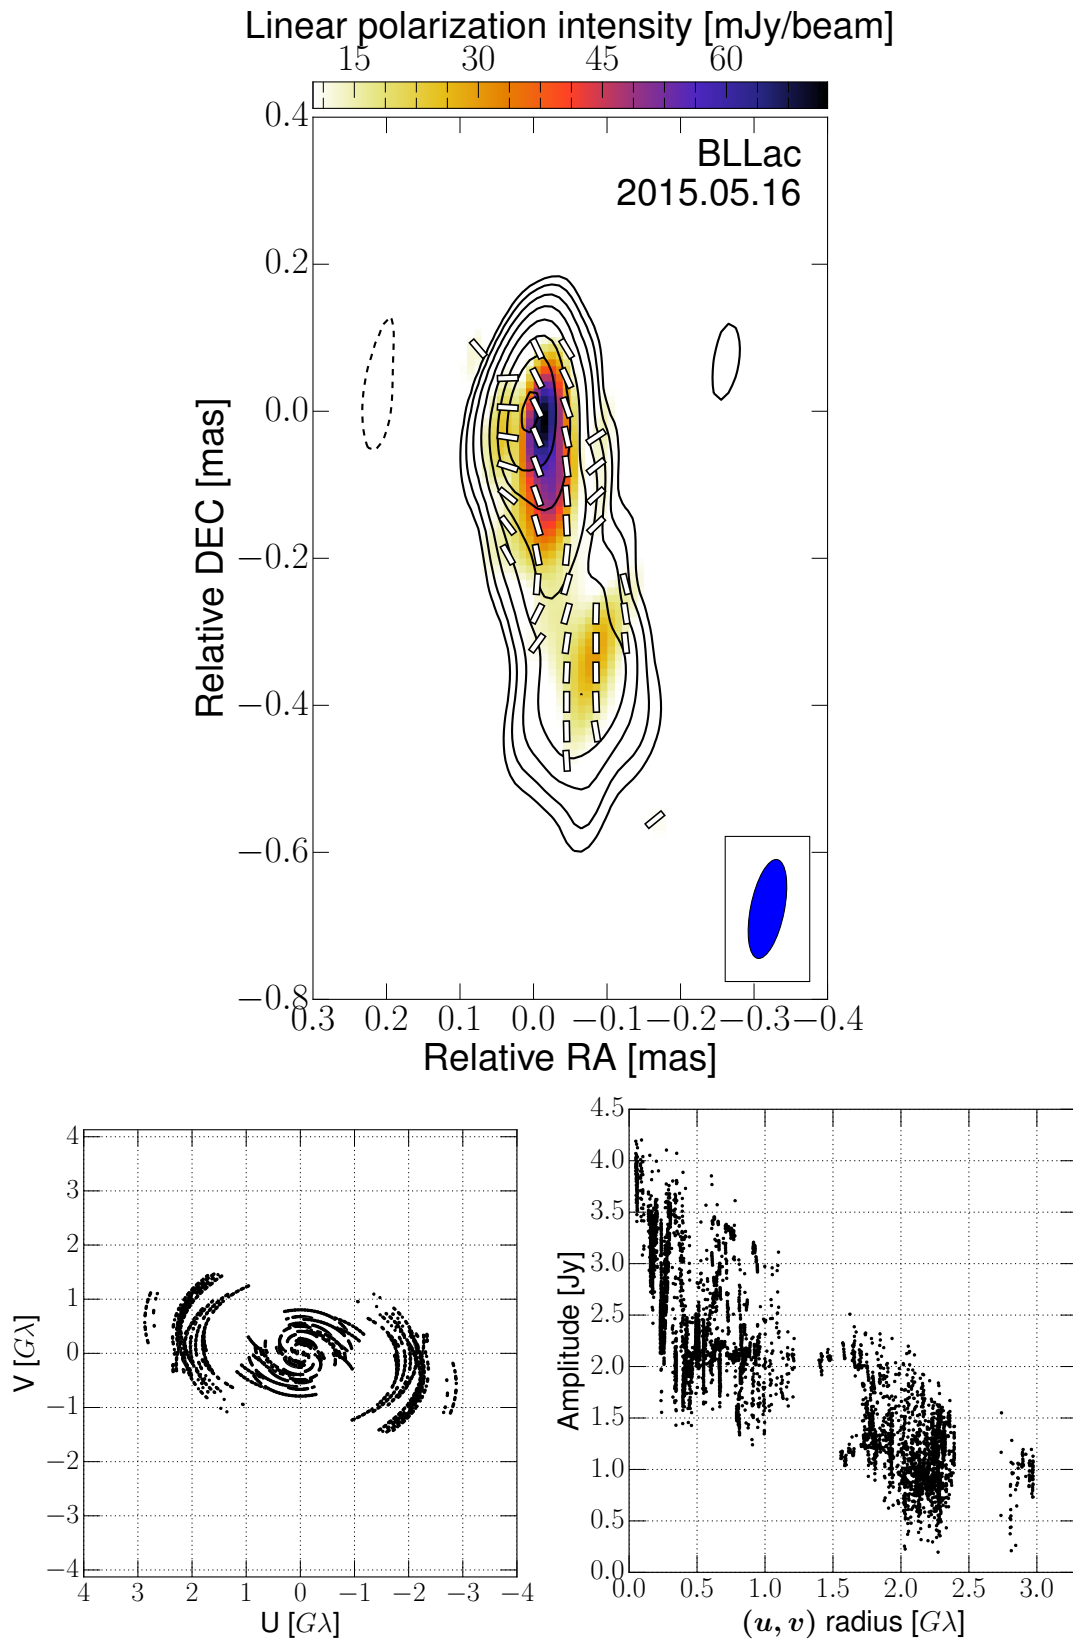 Linear polarization intensity [mJy/beam]
15 30 45 60
BLLac
2015.05.16
0.4
0.2
0.0
−0.2
−0.4
−0.6
−0.8
Relative DEC [mas]
0.3 0.2 0.1 0.0 −0.1 −0.2 −0.3 −0.4
Relative RA [mas]
4
3
2
1
0
−1
−2
−3
−4
V [Gλ]
4 3 2 1 0 −1 −2 −3 −4
U [Gλ]
4.5
4.0
3.5
3.0
2.5
2.0
1.5
1.0
0.5
0.0
Amplitude [Jy]
0.0 0.5 1.0 1.5 2.0 2.5 3.0
(u, v) radius [Gλ]